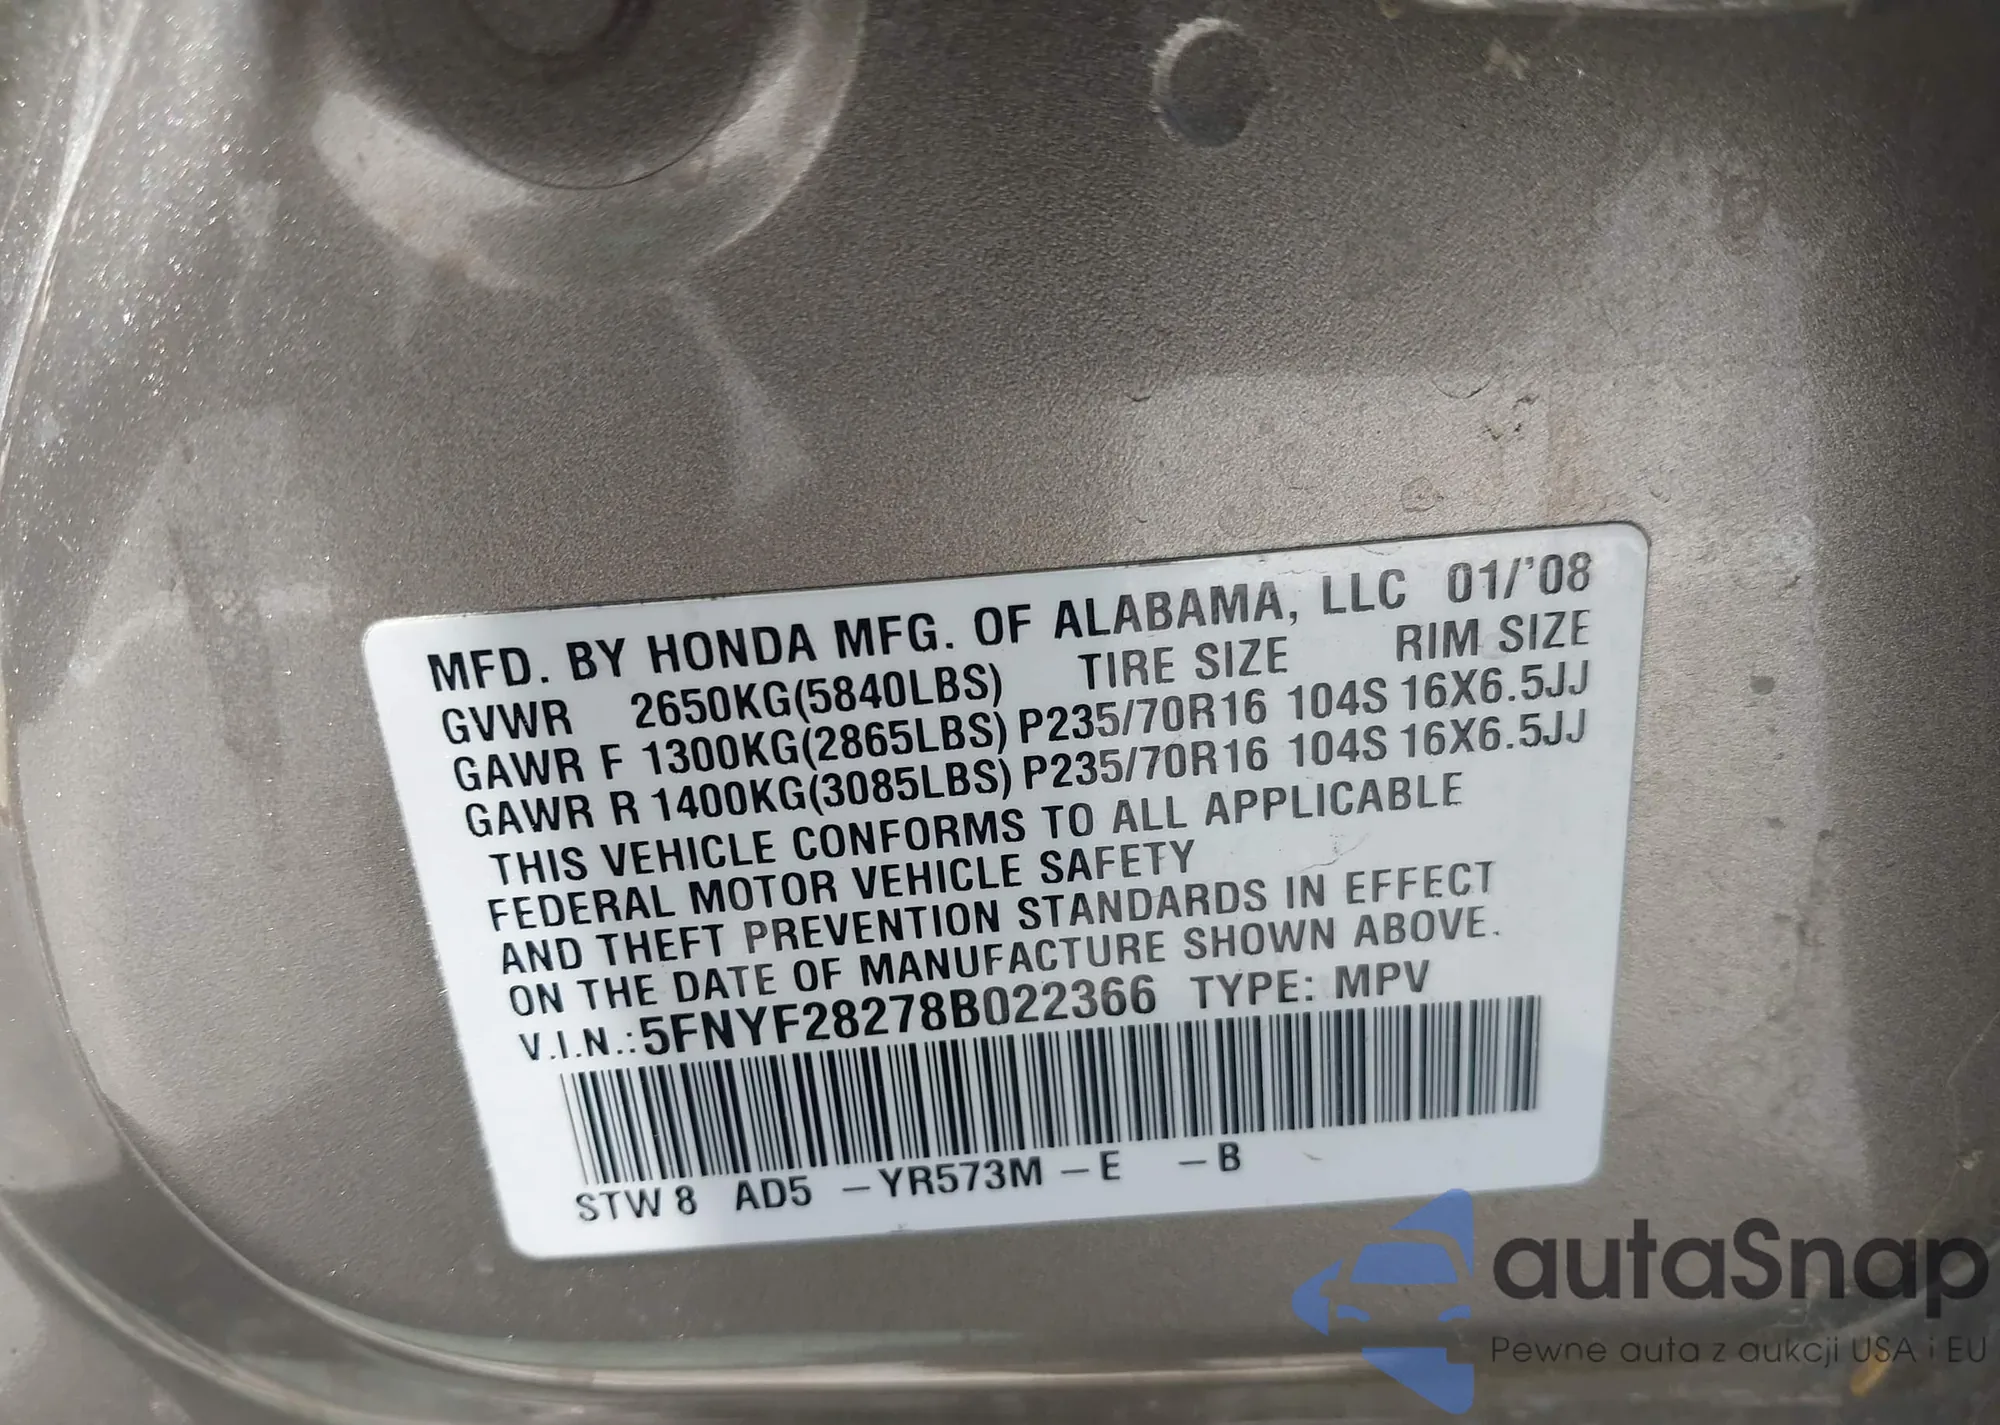 MFD. BY HONDA MFG. OF ALABAMA, LLC 01/'08
GVWR 2650KG(5840LBS) TIRE SIZE RIM SIZE
GAWR F 1300KG(2865LBS) P235/70R16 104S 16X6.5JJ
GAWR R 1400KG(3085LBS) P235/70R16 104S 16X6.5JJ
THIS VEHICLE CONFORMS TO ALL APPLICABLE
FEDERAL MOTOR VEHICLE SAFETY
AND THEFT PREVENTION STANDARDS IN EFFECT
ON THE DATE OF MANUFACTURE SHOWN ABOVE.
V.I.N.:5FNYF28278B022366 TYPE: MPV
STW8 AD5 –YR573M–E –B
autaSnap
Pewne auta z aukcji USA i EU